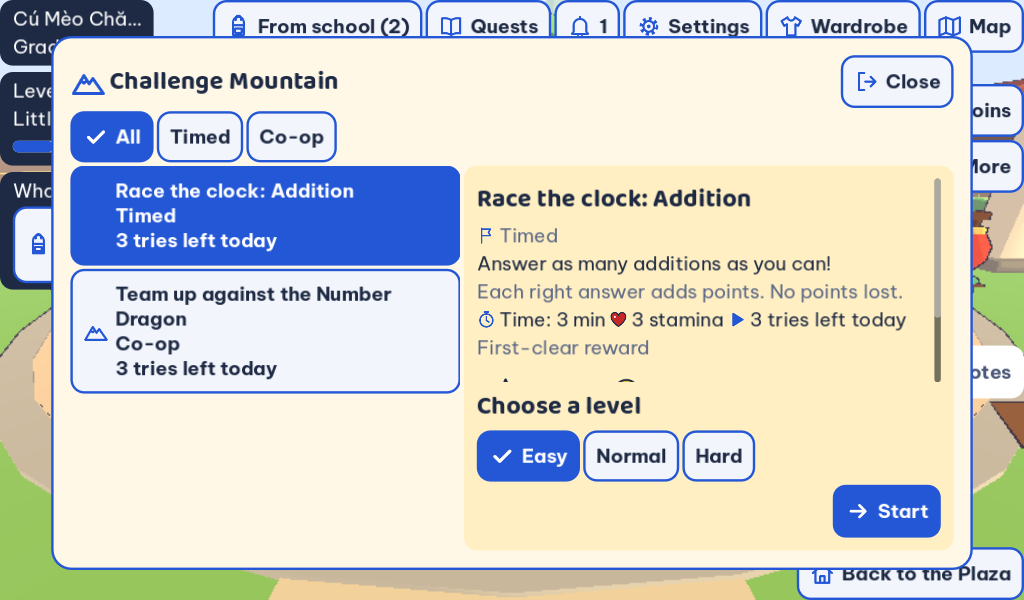 Cú Mèo Chă...
From school (2)
Quests
1
Settings
Wardrobe
Map
Challenge Mountain
Close
All
Timed
Co-op
Race the clock: Addition
Timed
3 tries left today
Team up against the Number
Dragon
Co-op
3 tries left today
Race the clock: Addition
Timed
Answer as many additions as you can!
Each right answer adds points. No points lost.
Time: 3 min 3 stamina 3 tries left today
First-clear reward
Choose a level
Easy
Normal
Hard
Start
Back to the Plaza